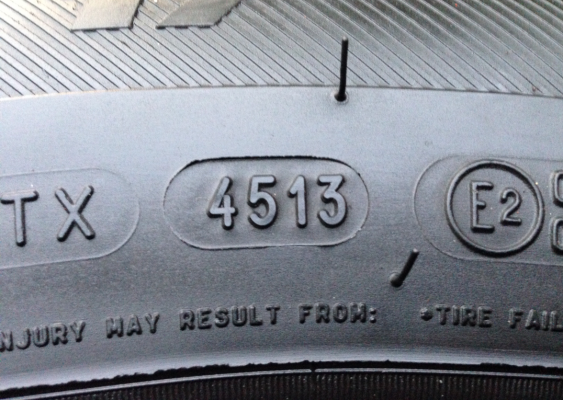 TX 4513 E2
NJURY MAY RESULT FROM: •TIRE FAIL